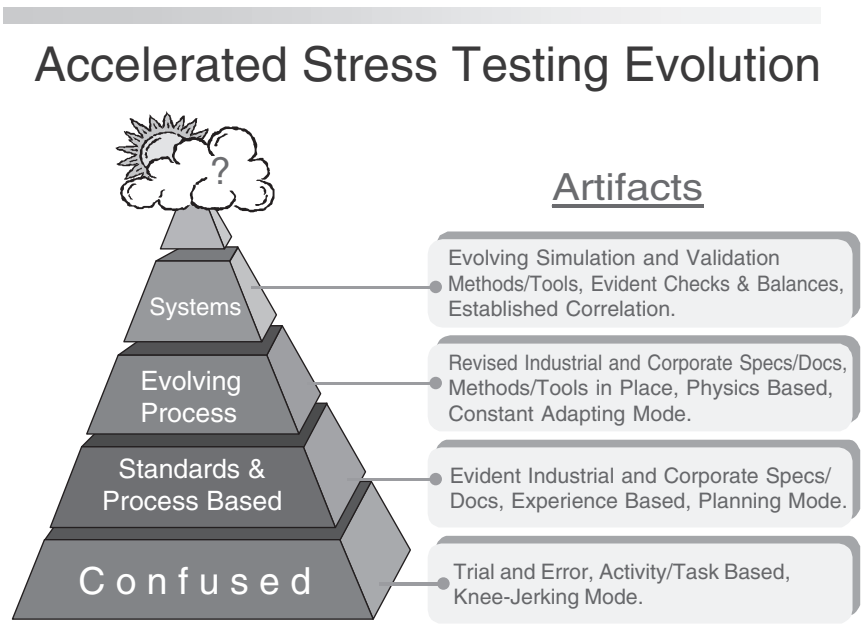 Accelerated Stress Testing Evolution
?
Artifacts
Systems
Evolving Simulation and Validation
Methods/Tools, Evident Checks & Balances,
Established Correlation.
Evolving
Process
Revised Industrial and Corporate Specs/Docs,
Methods/Tools in Place, Physics Based,
Constant Adapting Mode.
Standards &
Process Based
Evident Industrial and Corporate Specs/
Docs, Experience Based, Planning Mode.
Confused
Trial and Error, Activity/Task Based,
Knee-Jerking Mode.